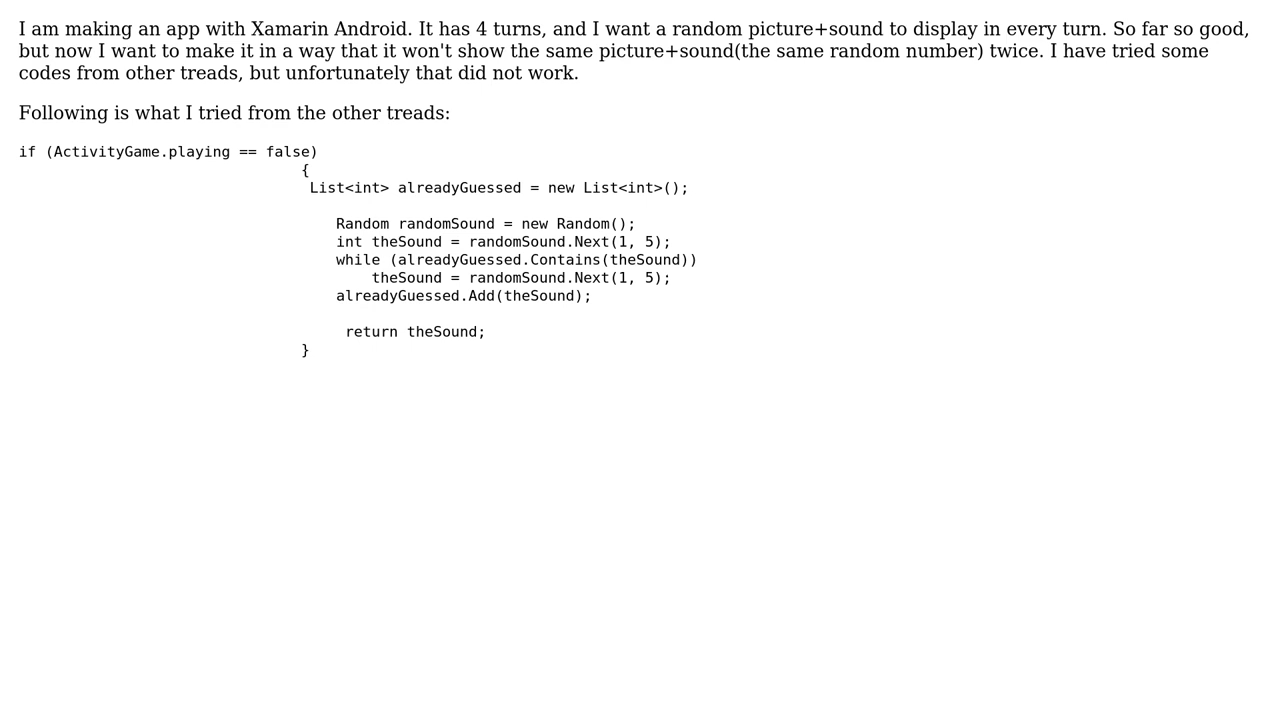 I am making an app with Xamarin Android. It has 4 turns, and I want a random picture+sound to display in every turn. So far so good,
but now I want to make it in a way that it won't show the same picture+sound(the same random number) twice. I have tried some
codes from other treads, but unfortunately that did not work.
Following is what I tried from the other treads:
if (ActivityGame.playing == false)
{
List<int> alreadyGuessed = new List<int>();
Random randomSound = new Random();
int theSound = randomSound.Next(1, 5);
while (alreadyGuessed.Contains(theSound))
theSound = randomSound.Next(1, 5);
alreadyGuessed.Add(theSound);
return theSound;
}